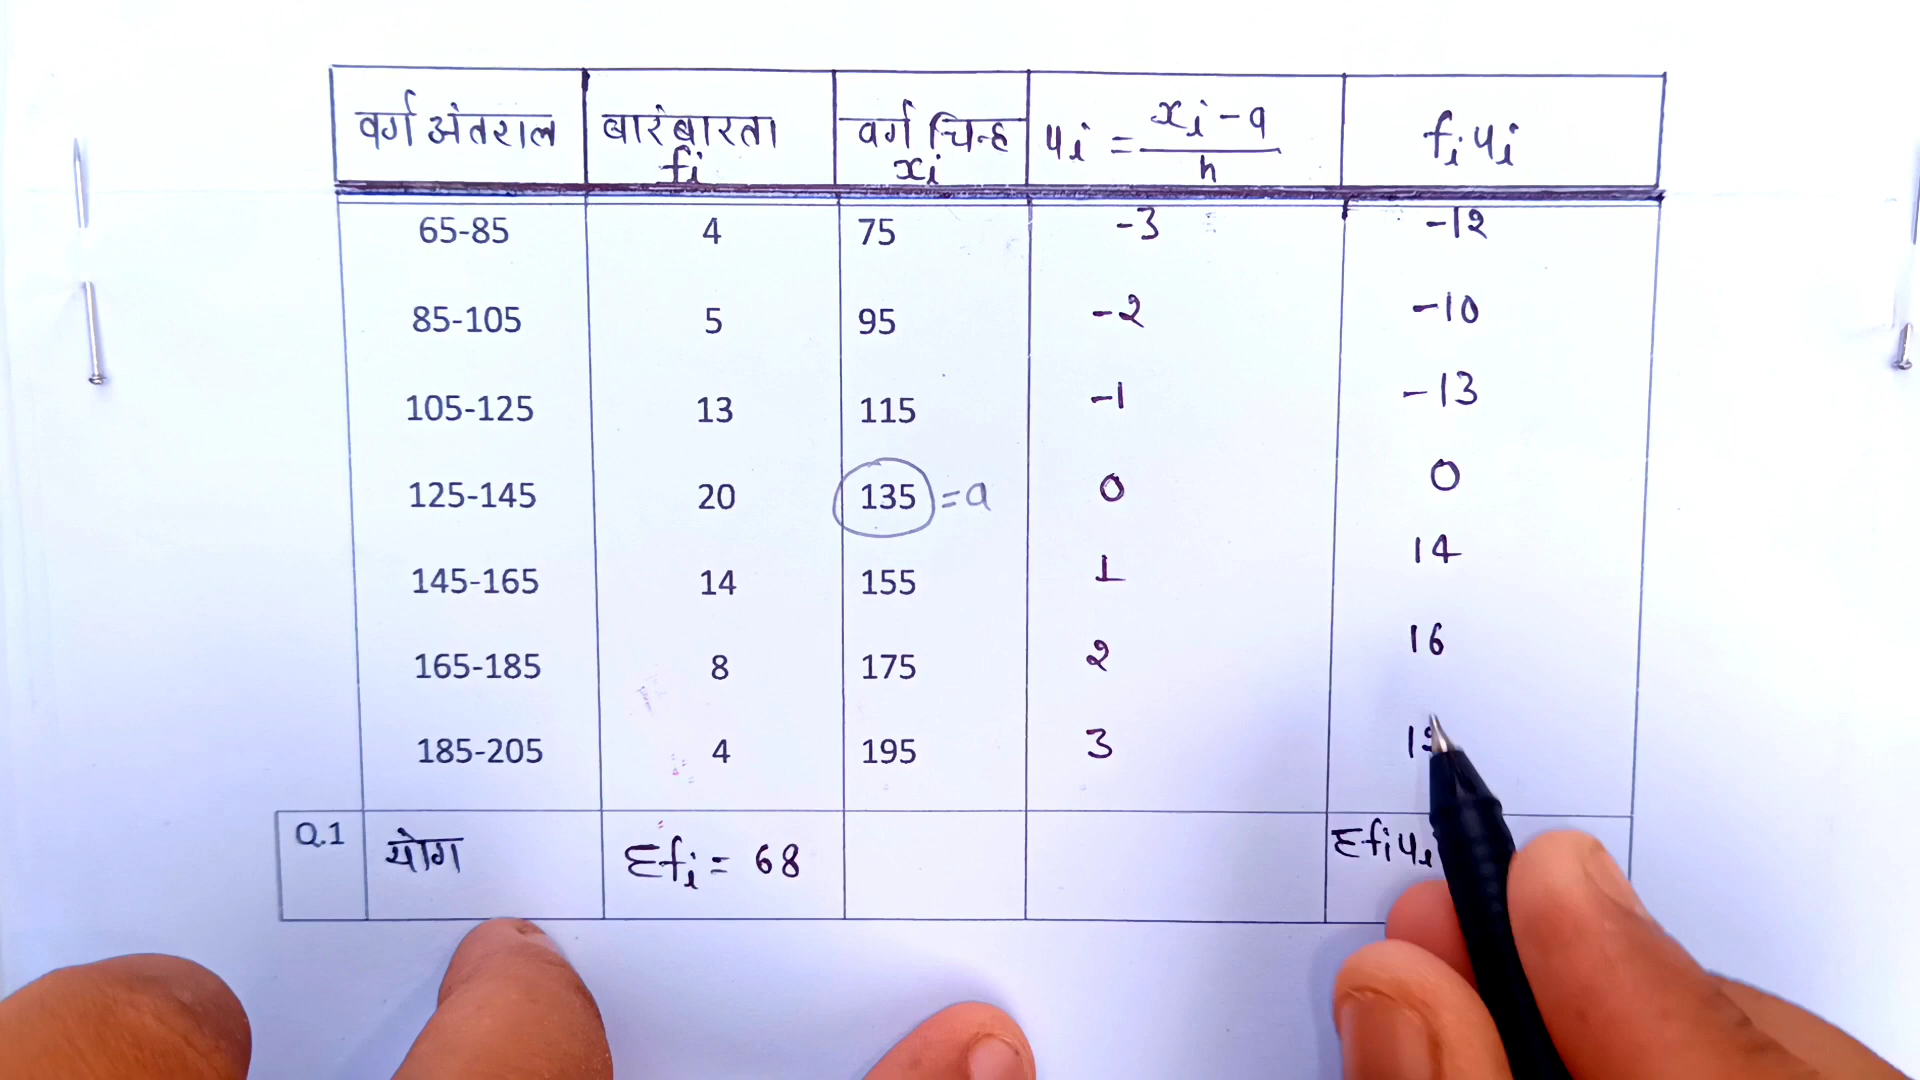 वर्ग अंतराल बारंबारता fi वर्ग चिन्ह xi ui = xi - a / h fi ui
65-85 4 75 -3 -12
85-105 5 95 -2 -10
105-125 13 115 -1 -13
125-145 20 135 = a 0 0
145-165 14 155 1 14
165-185 8 175 2 16
185-205 4 195 3
Q.1 योग Σfi = 68 Σfiui